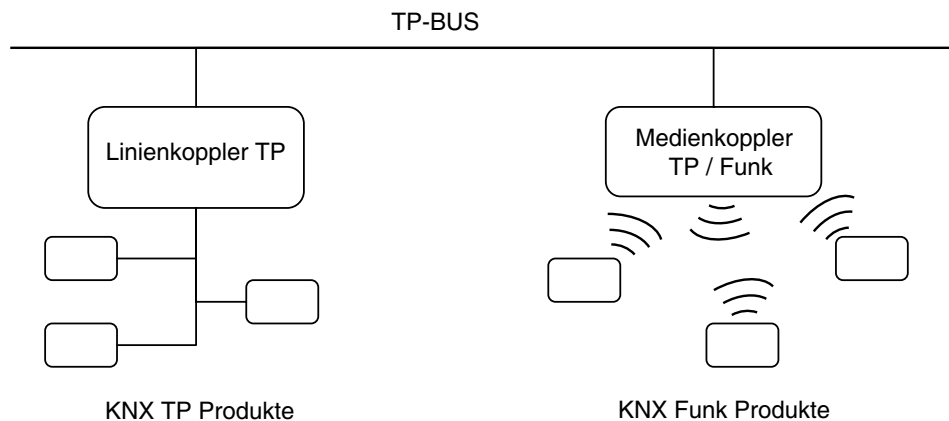 TP-BUS
Linienkoppler TP
Medienkoppler
TP / Funk
KNX TP Produkte
KNX Funk Produkte